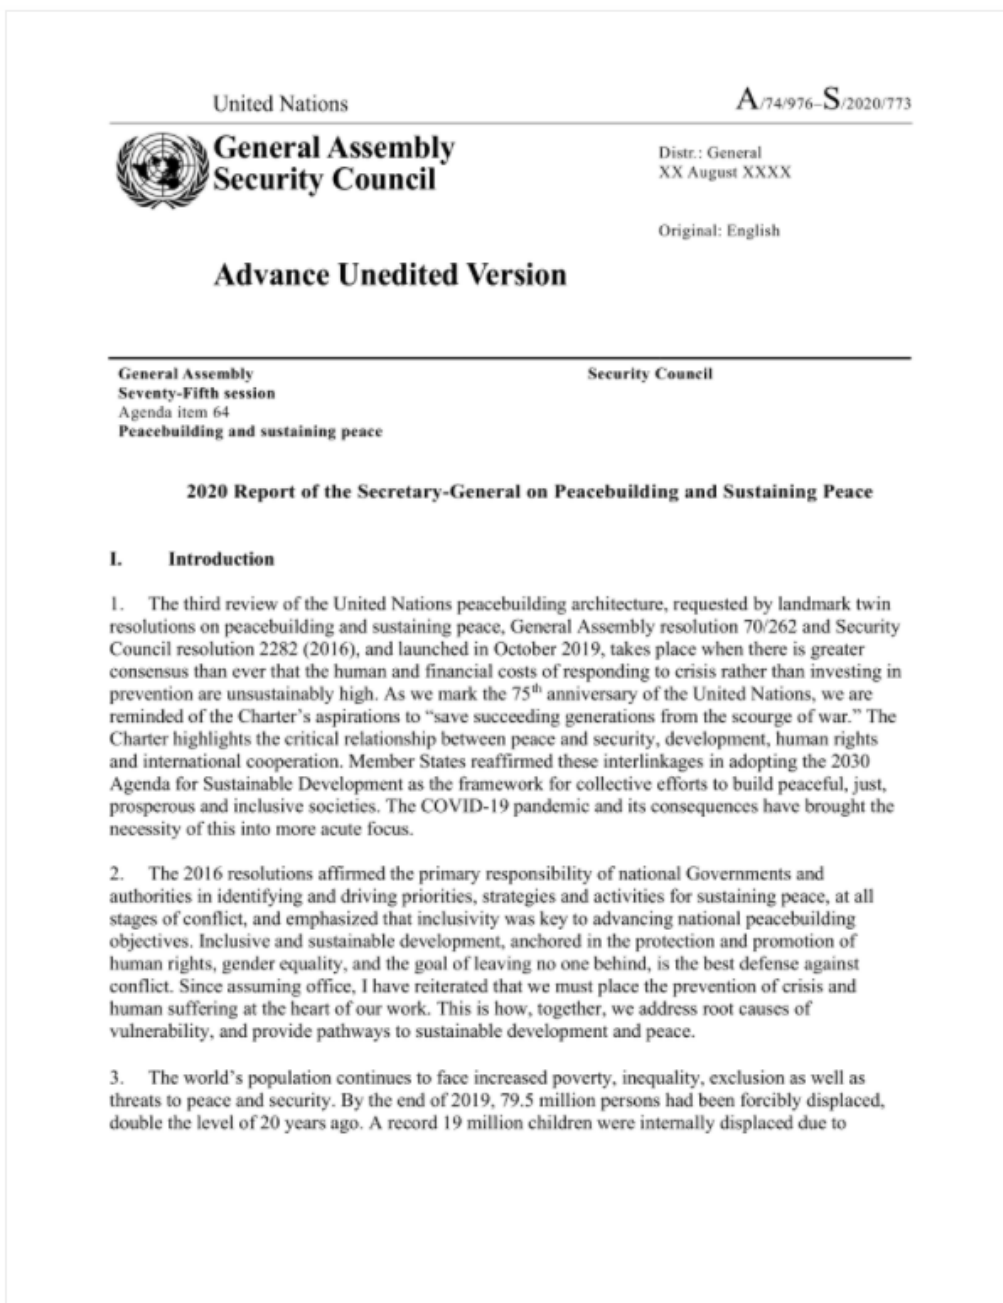 United Nations
A/74/976–S/2020/773
General Assembly
Security Council
Distr.: General
XX August XXXX
Original: English
Advance Unedited Version
General Assembly
Seventy-Fifth session
Agenda item 64
Peacebuilding and sustaining peace
Security Council
2020 Report of the Secretary-General on Peacebuilding and Sustaining Peace
I. Introduction
1. The third review of the United Nations peacebuilding architecture, requested by landmark twin
resolutions on peacebuilding and sustaining peace, General Assembly resolution 70/262 and Security
Council resolution 2282 (2016), and launched in October 2019, takes place when there is greater
consensus than ever that the human and financial costs of responding to crisis rather than investing in
prevention are unsustainably high. As we mark the 75th anniversary of the United Nations, we are
reminded of the Charter’s aspirations to “save succeeding generations from the scourge of war.” The
Charter highlights the critical relationship between peace and security, development, human rights
and international cooperation. Member States reaffirmed these interlinkages in adopting the 2030
Agenda for Sustainable Development as the framework for collective efforts to build peaceful, just,
prosperous and inclusive societies. The COVID-19 pandemic and its consequences have brought the
necessity of this into more acute focus.
2. The 2016 resolutions affirmed the primary responsibility of national Governments and
authorities in identifying and driving priorities, strategies and activities for sustaining peace, at all
stages of conflict, and emphasized that inclusivity was key to advancing national peacebuilding
objectives. Inclusive and sustainable development, anchored in the protection and promotion of
human rights, gender equality, and the goal of leaving no one behind, is the best defense against
conflict. Since assuming office, I have reiterated that we must place the prevention of crisis and
human suffering at the heart of our work. This is how, together, we address root causes of
vulnerability, and provide pathways to sustainable development and peace.
3. The world’s population continues to face increased poverty, inequality, exclusion as well as
threats to peace and security. By the end of 2019, 79.5 million persons had been forcibly displaced,
double the level of 20 years ago. A record 19 million children were internally displaced due to